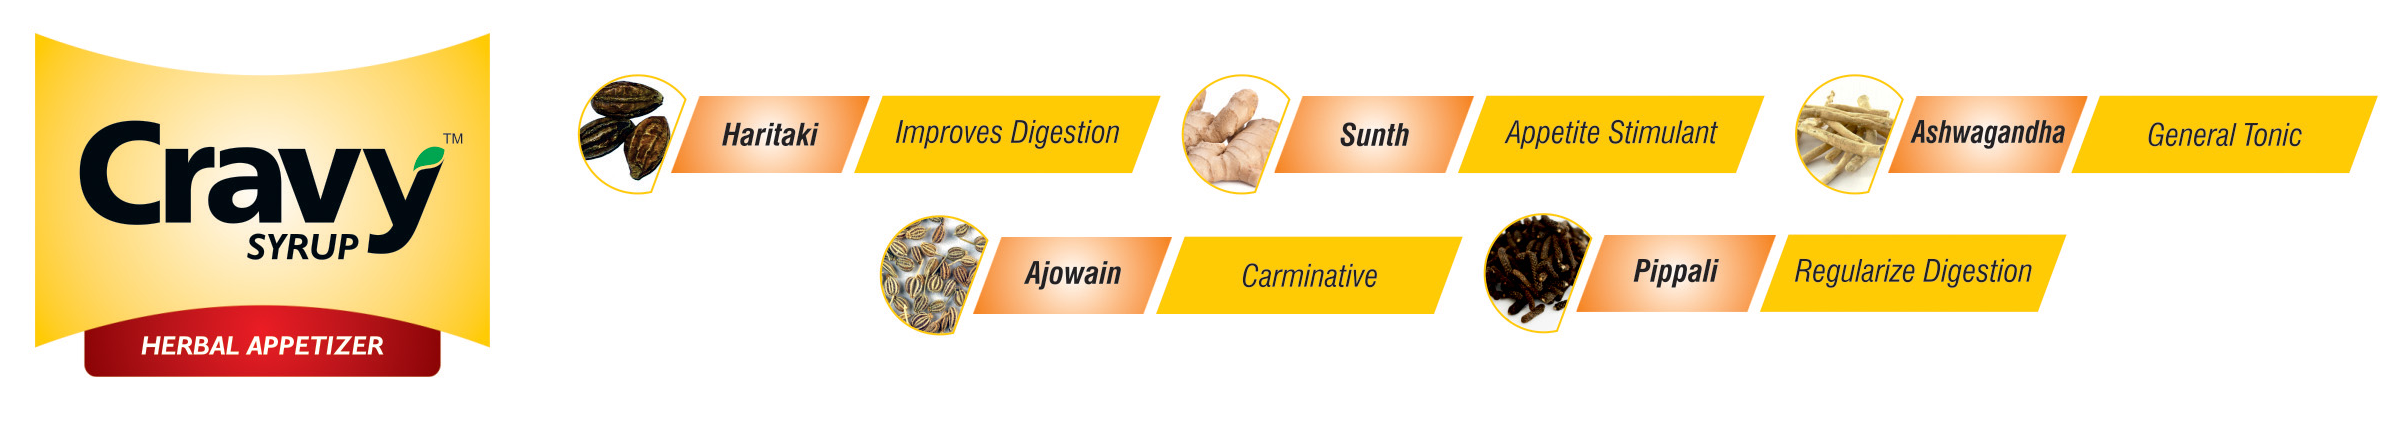 Cravy™
SYRUP
HERBAL APPETIZER
Haritaki Improves Digestion
Sunth Appetite Stimulant
Ashwagandha General Tonic
Ajowain Carminative
Pippali Regularize Digestion